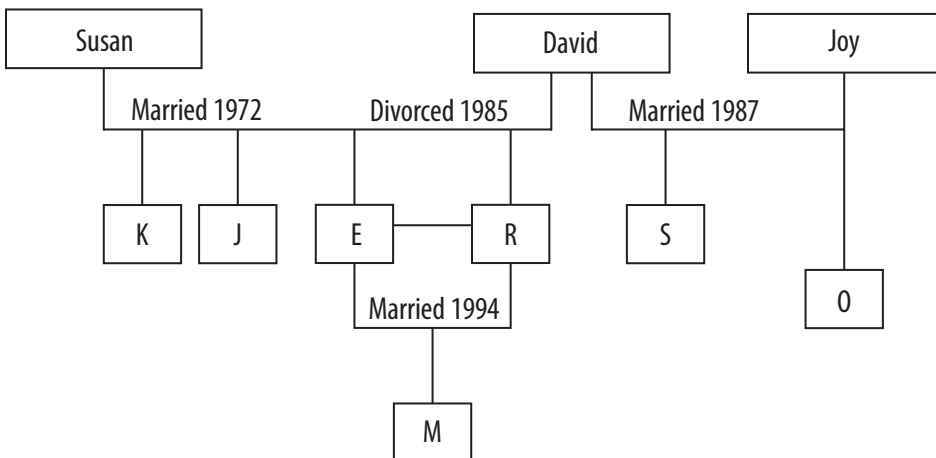 Susan
David
Joy
Married 1972
Divorced 1985
Married 1987
K
J
E
R
S
O
Married 1994
M